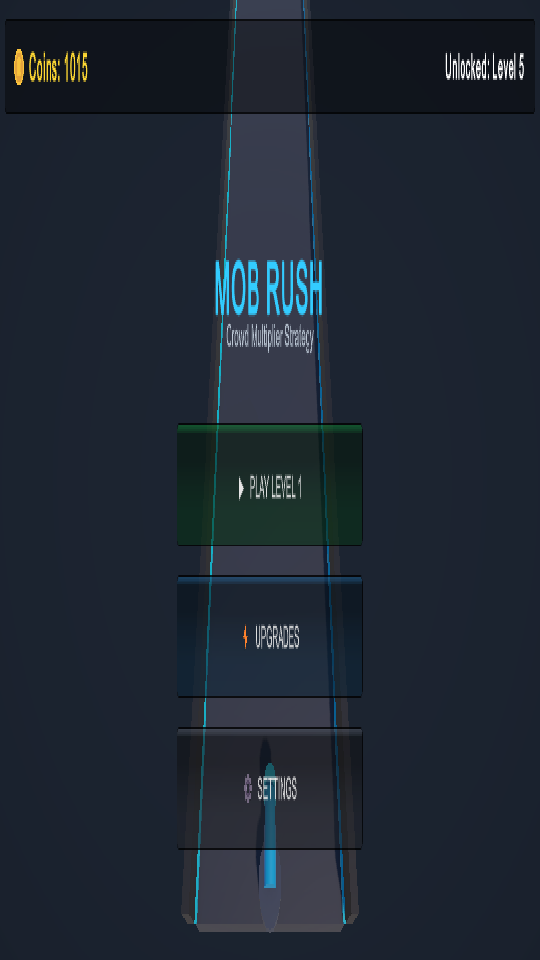 Coins: 1015
Unlocked: Level 5
MOB RUSH
Crowd Multiplier Strategy
▶ PLAY LEVEL 1
⚡ UPGRADES
⚙ SETTINGS